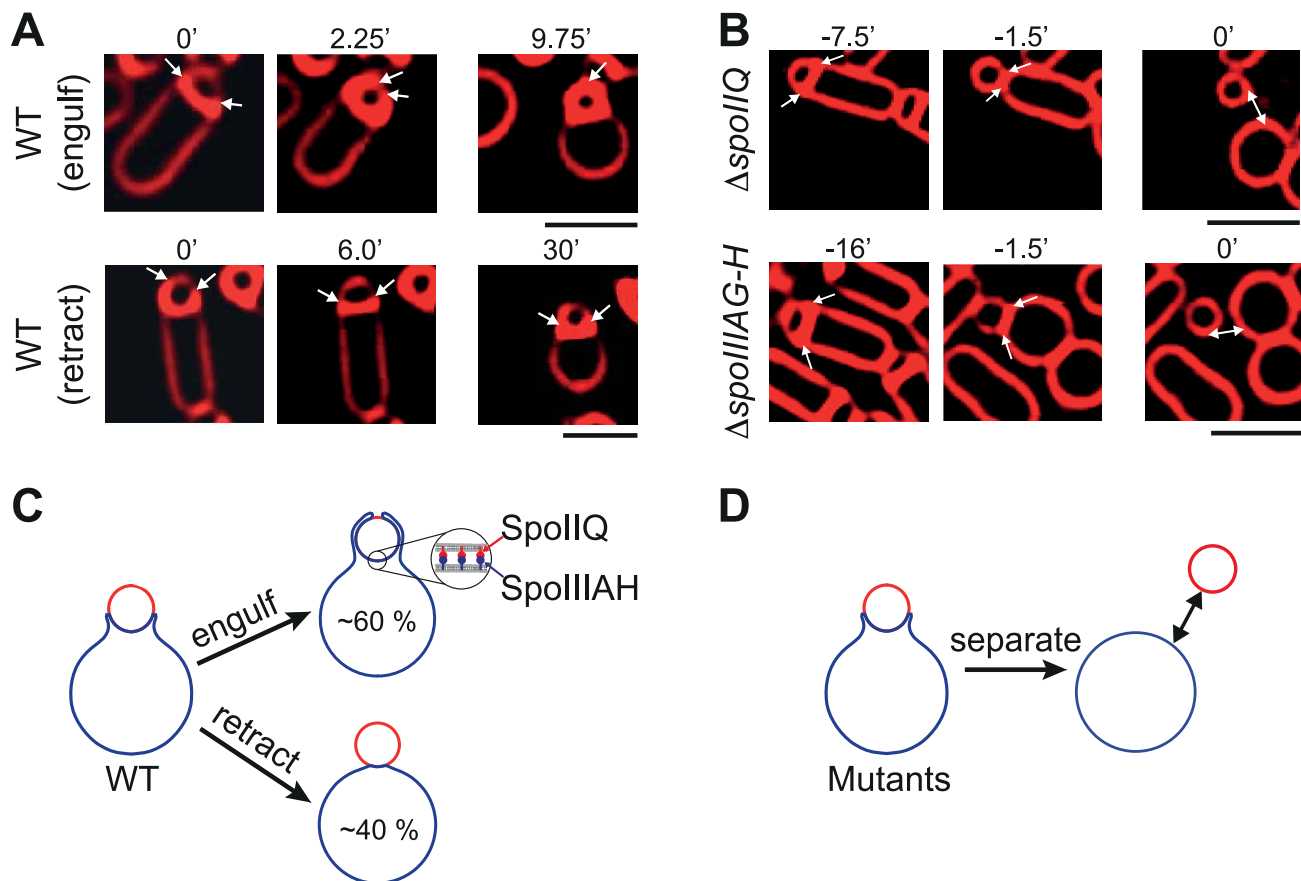 A
0’ 2.25’ 9.75’
WT
(engulf)
0’ 6.0’ 30’
WT
(retract)
B
-7.5’ -1.5’ 0’
ΔspoIIQ
-16’ -1.5’ 0’
ΔspoIIIAG-H
C
SpoIIQ
SpoIIIAH
engulf
~60 %
retract
WT
~40 %
D
separate
Mutants